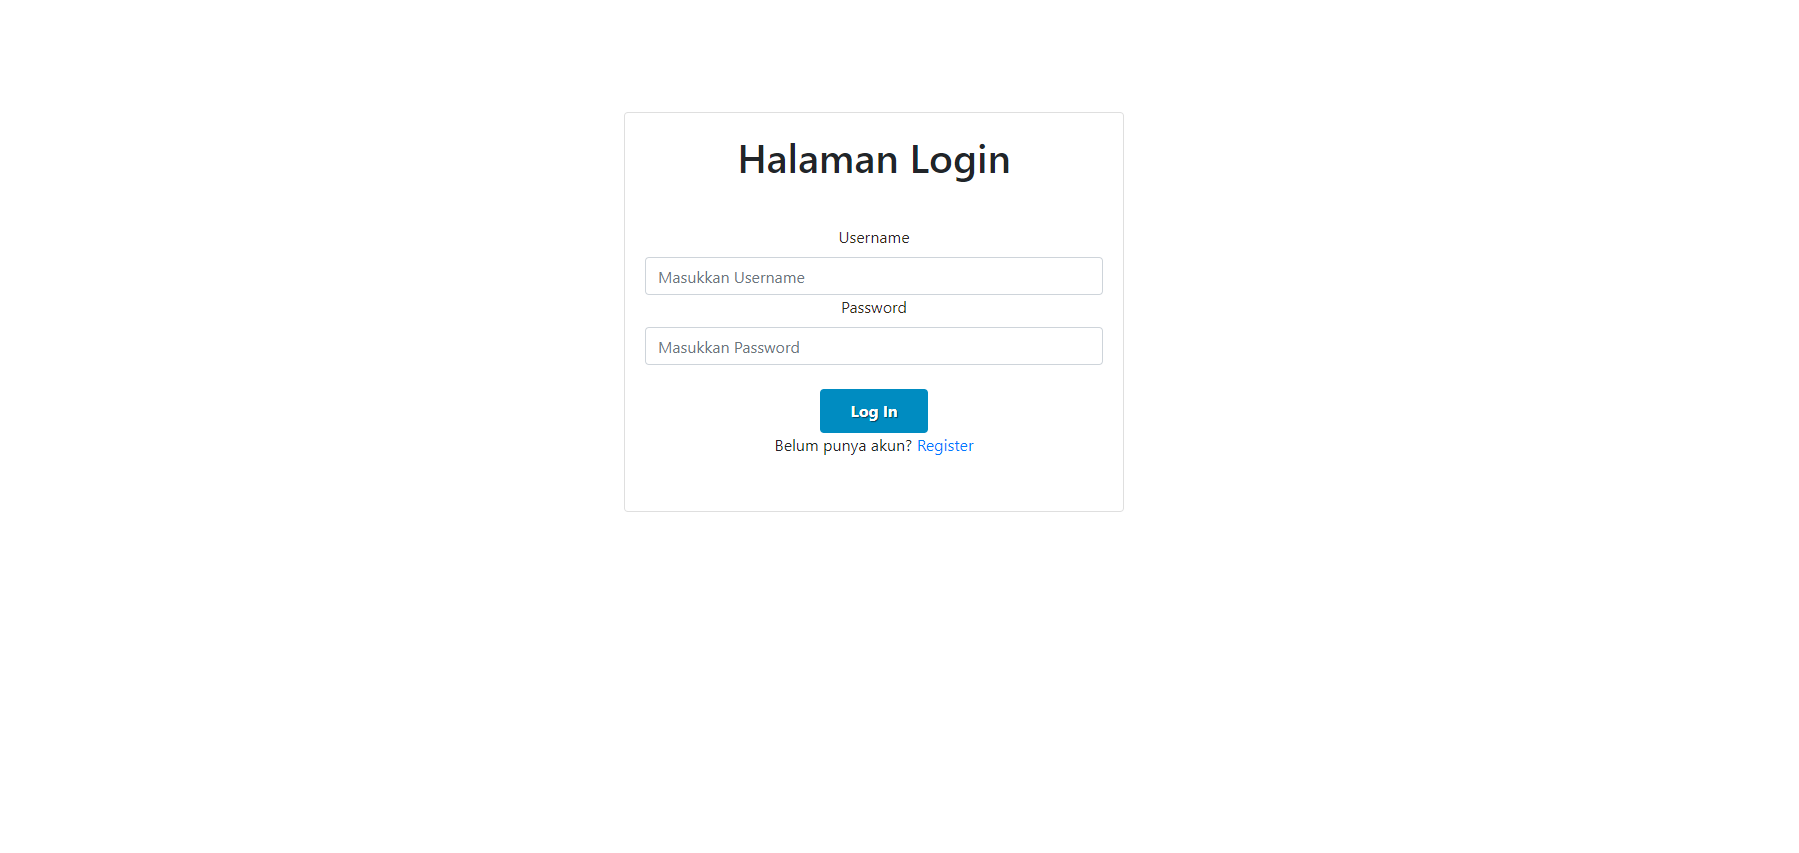 Halaman Login
Username
Masukkan Username
Password
Masukkan Password
Log In
Belum punya akun? Register